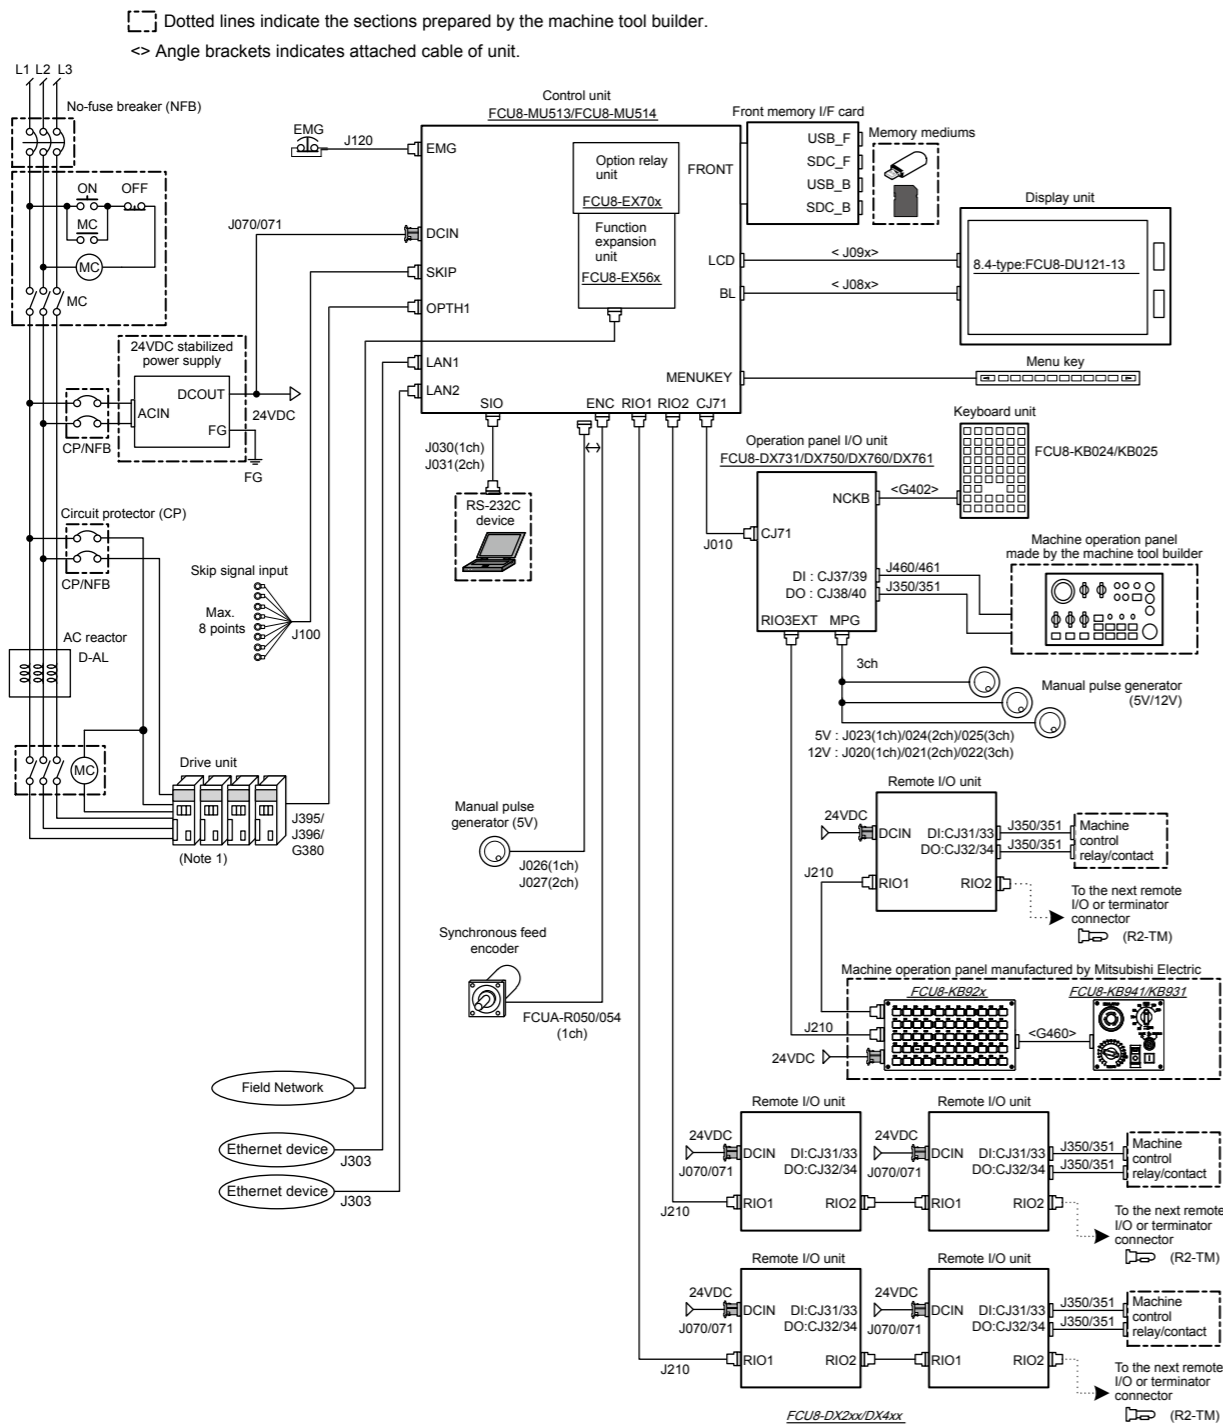 Dotted lines indicate the sections prepared by the machine tool builder.
<> Angle brackets indicates attached cable of unit.
L1 L2 L3
No-fuse breaker (NFB)
ON OFF
MC
MC
MC
24VDC stabilized
power supply
DCOUT
ACIN
FG
24VDC
FG
CP/NFB
Circuit protector (CP)
CP/NFB
AC reactor
D-AL
MC
Drive unit
(Note 1)
J395/
J396/
G380
Skip signal input
Max.
8 points
J100
EMG
J120
J070/071
Control unit
FCU8-MU513/FCU8-MU514
EMG
DCIN
SKIP
OPTH1
LAN1
LAN2
Option relay
unit
FCU8-EX70x
Function
expansion
unit
FCU8-EX56x
FRONT
LCD
BL
MENUKEY
SIO ENC RIO1 RIO2 CJ71
Front memory I/F card
USB_F
SDC_F
USB_B
SDC_B
Memory mediums
Display unit
8.4-type:FCU8-DU121-13
< J09x>
< J08x>
Menu key
J030(1ch)
J031(2ch)
RS-232C
device
Operation panel I/O unit
FCU8-DX731/DX750/DX760/DX761
NCKB
CJ71
J010
DI : CJ37/39
DO : CJ38/40
RIO3EXT MPG
<G402>
Keyboard unit
FCU8-KB024/KB025
Machine operation panel
made by the machine tool builder
J460/461
J350/351
3ch
Manual pulse generator
(5V/12V)
5V : J023(1ch)/024(2ch)/025(3ch)
12V : J020(1ch)/021(2ch)/022(3ch)
Manual pulse
generator (5V)
J026(1ch)
J027(2ch)
Synchronous feed
encoder
FCUA-R050/054
(1ch)
Remote I/O unit
24VDC
DCIN DI:CJ31/33
DO:CJ32/34
RIO1 RIO2
J210
J350/351
J350/351
Machine
control
relay/contact
To the next remote
I/O or terminator
connector
(R2-TM)
Machine operation panel manufactured by Mitsubishi Electric
FCU8-KB92x
FCU8-KB941/KB931
J210
<G460>
24VDC
Field Network
Ethernet device
J303
Ethernet device
J303
Remote I/O unit
24VDC
DCIN DI:CJ31/33
DO:CJ32/34
J070/071
RIO1 RIO2
J210
Remote I/O unit
24VDC
DCIN DI:CJ31/33
DO:CJ32/34
J070/071
RIO1 RIO2
J350/351
J350/351
Machine
control
relay/contact
To the next remote
I/O or terminator
connector
(R2-TM)
Remote I/O unit
24VDC
DCIN DI:CJ31/33
DO:CJ32/34
J070/071
RIO1 RIO2
J210
Remote I/O unit
24VDC
DCIN DI:CJ31/33
DO:CJ32/34
J070/071
RIO1 RIO2
J350/351
J350/351
Machine
control
relay/contact
To the next remote
I/O or terminator
connector
(R2-TM)
FCU8-DX2xx/DX4xx